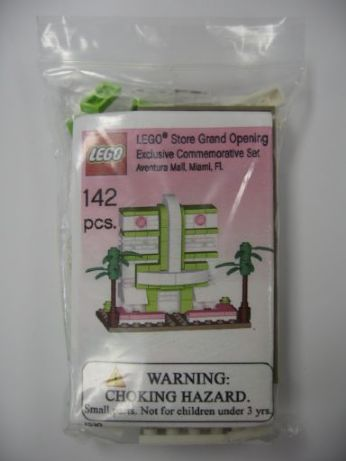 LEGO
LEGO® Store Grand Opening
Exclusive Commemorative Set
Aventura Mall, Miami, Fl.
142
pcs.
WARNING:
CHOKING HAZARD.
Small parts. Not for children under 3 yrs.